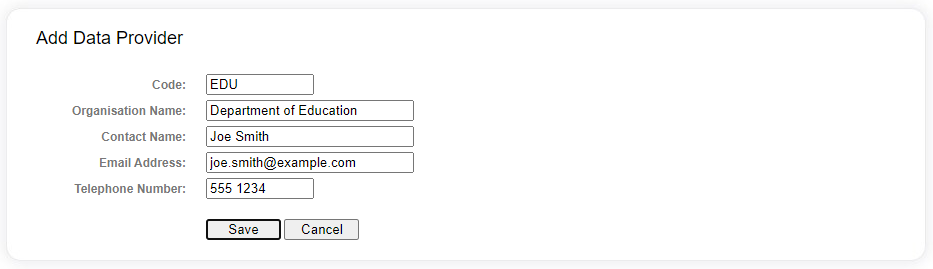 Add Data Provider
Code: EDU
Organisation Name: Department of Education
Contact Name: Joe Smith
Email Address: joe.smith@example.com
Telephone Number: 555 1234
Save Cancel